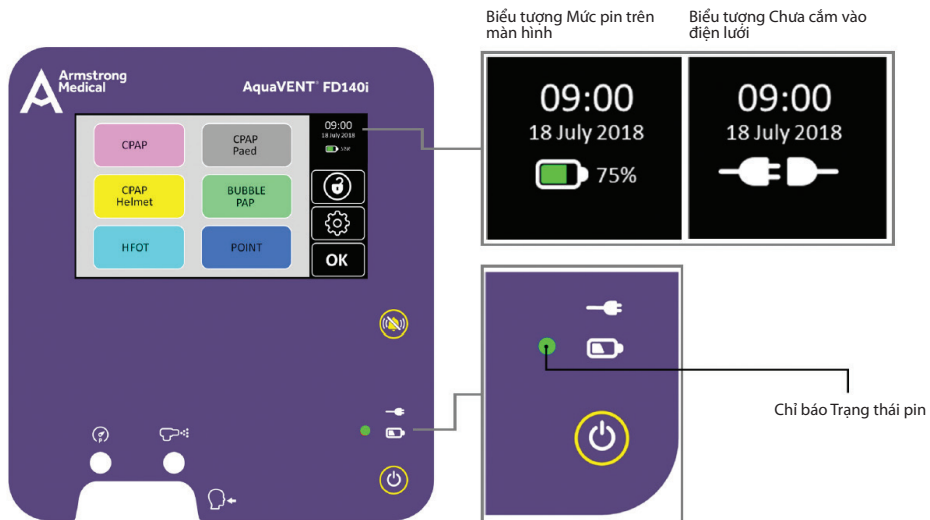 Biểu tượng Mức pin trên
màn hình
Biểu tượng Chưa cắm vào
điện lưới
Armstrong
Medical
AquaVENT® FD140i
CPAP
CPAP
Paed
CPAP
Helmet
BUBBLE
PAP
HFOT
POINT
09:00
18 July 2018
OK
09:00
18 July 2018
75%
09:00
18 July 2018
Chỉ báo Trạng thái pin